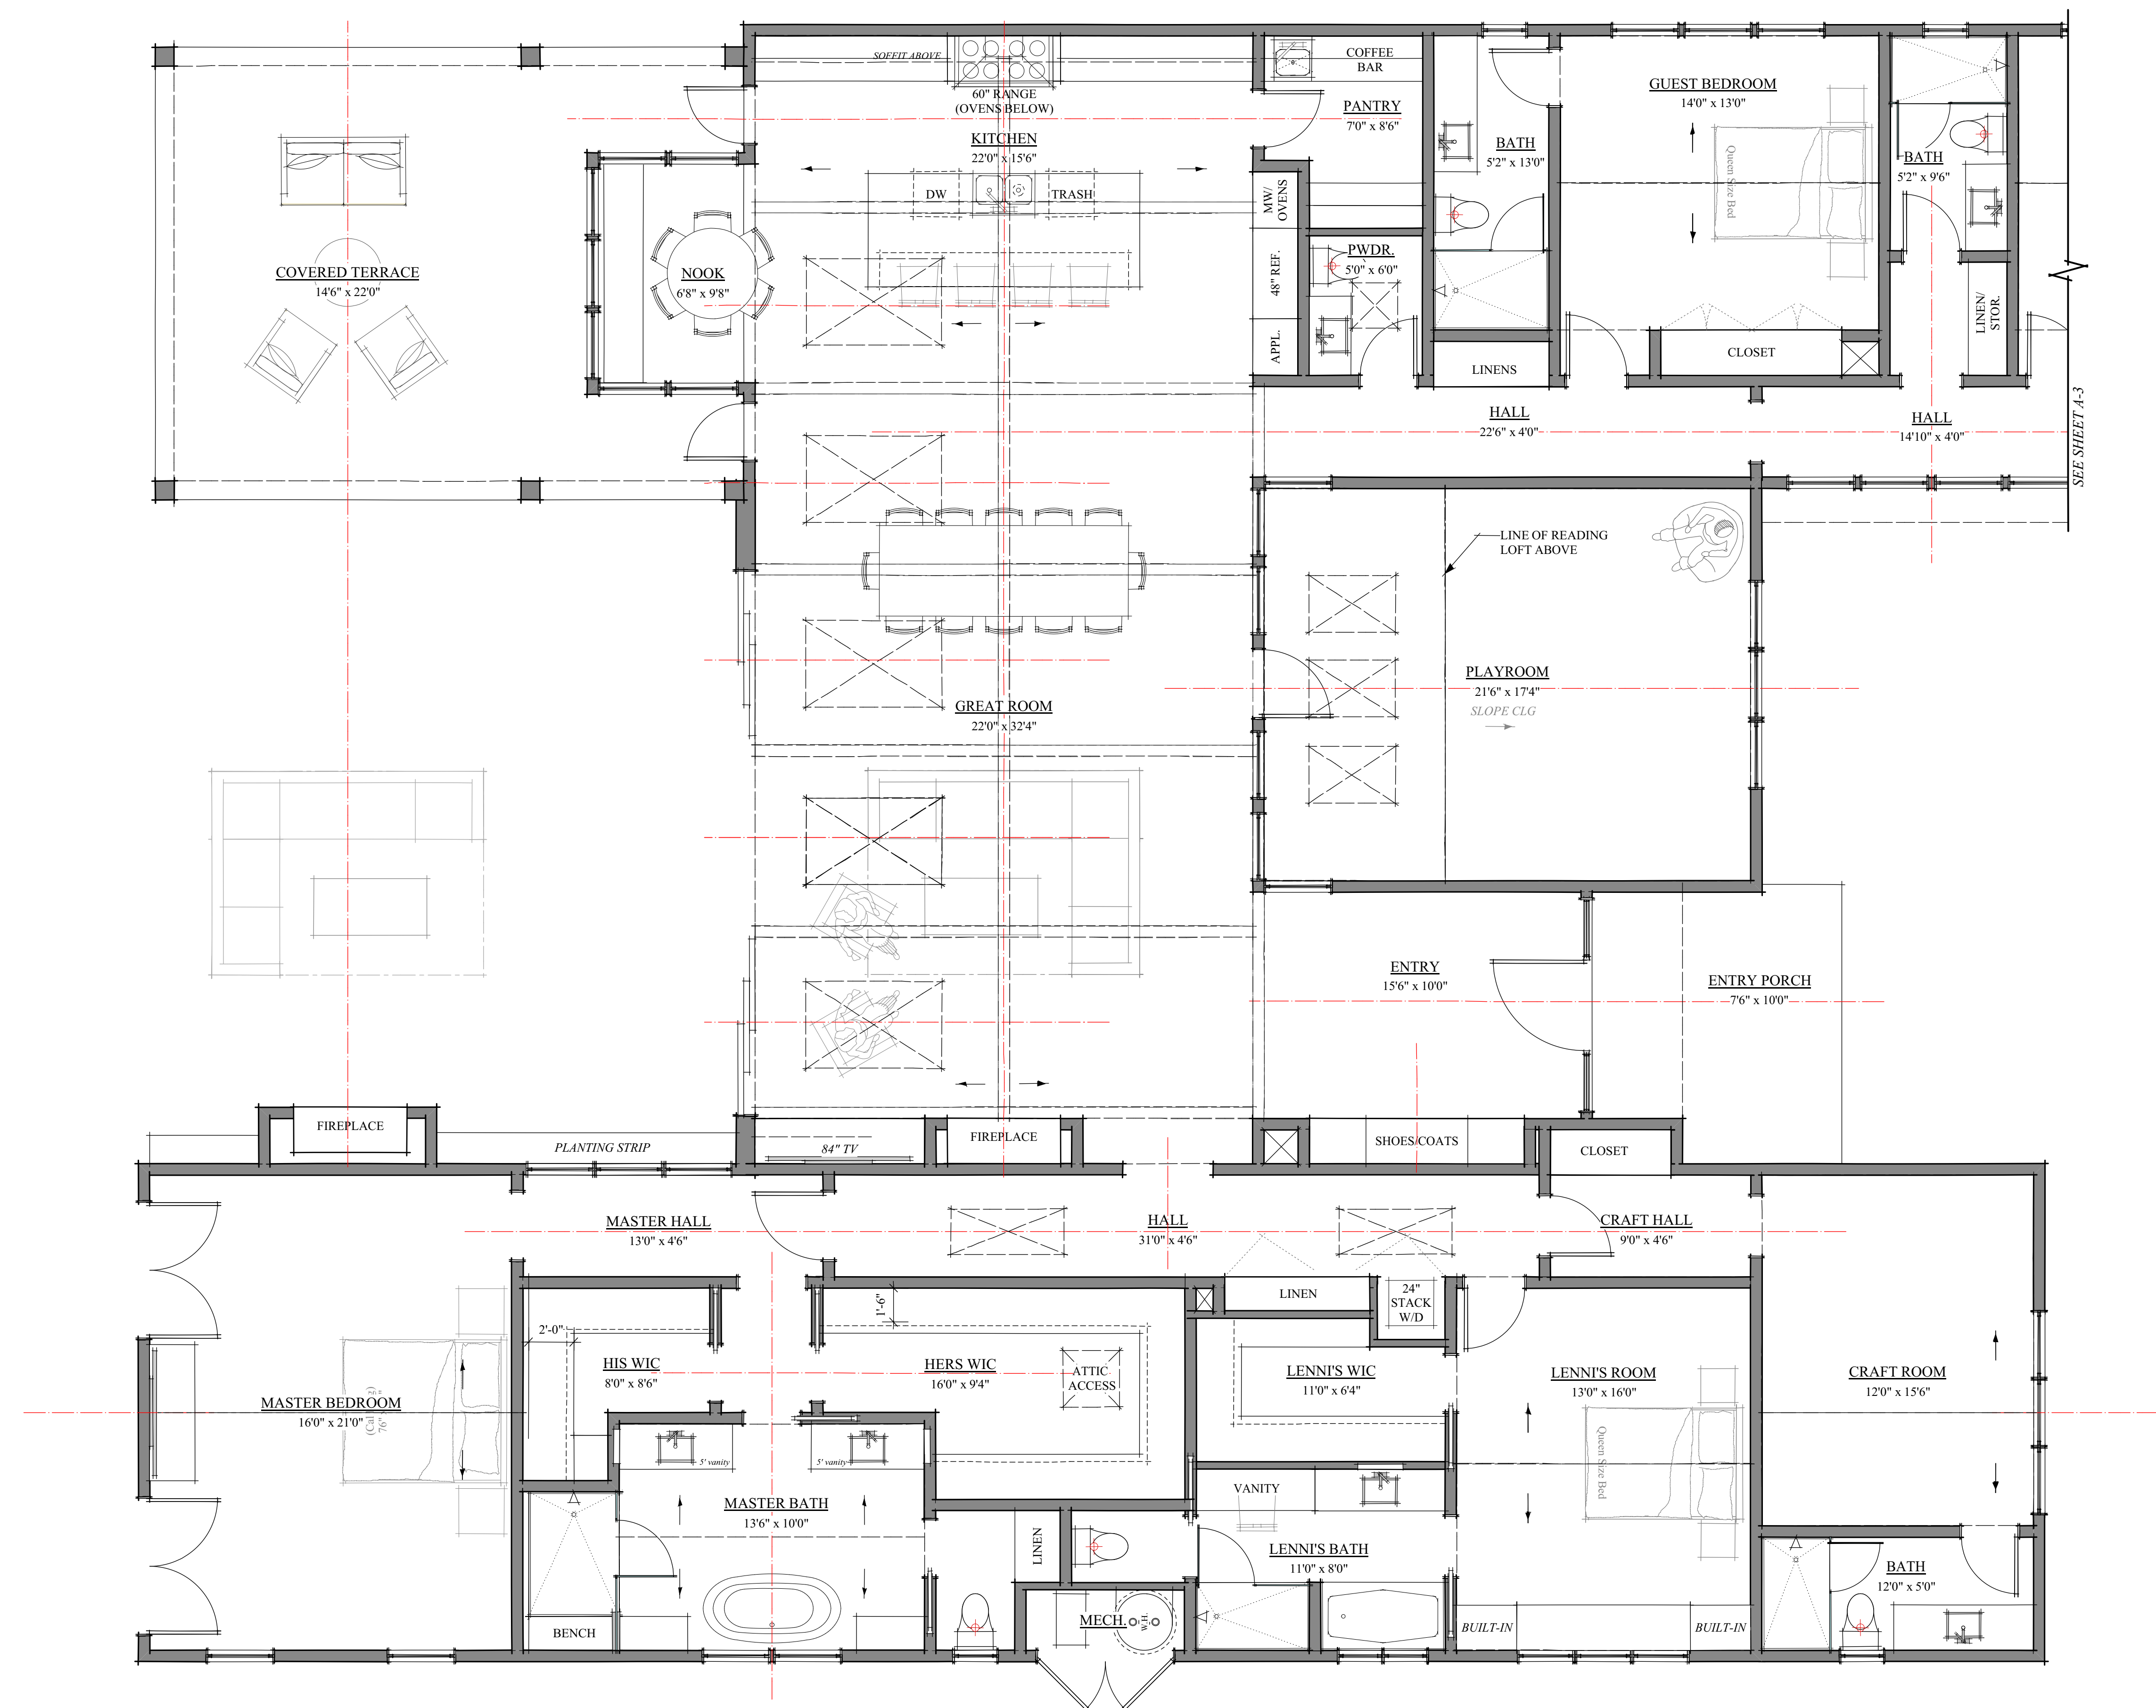 SOFFIT ABOVE
60" RANGE
(OVENS BELOW)
KITCHEN
22'0" x 15'6"
COFFEE
BAR
PANTRY
7'0" x 8'6"
BATH
5'2" x 13'0"
GUEST BEDROOM
14'0" x 13'0"
Queen Size Bed
BATH
5'2" x 9'6"
DW
TRASH
MW/
OVENS
48" REF.
APPL.
PWDR.
5'0" x 6'0"
COVERED TERRACE
14'6" x 22'0"
NOOK
6'8" x 9'8"
LINENS
CLOSET
LINEN/
STOR.
HALL
22'6" x 4'0"
HALL
14'10" x 4'0"
SEE SHEET A-3
LINE OF READING
LOFT ABOVE
PLAYROOM
21'6" x 17'4"
SLOPE CLG
GREAT ROOM
22'0" x 32'4"
ENTRY
15'6" x 10'0"
ENTRY PORCH
7'6" x 10'0"
FIREPLACE
PLANTING STRIP
84" TV
FIREPLACE
SHOES/COATS
CLOSET
MASTER HALL
13'0" x 4'6"
HALL
31'0" x 4'6"
CRAFT HALL
9'0" x 4'6"
1'-6"
2'-0"
LINEN
24"
STACK
W/D
HIS WIC
8'0" x 8'6"
HERS WIC
16'0" x 9'4"
ATTIC
ACCESS
LENNI'S WIC
11'0" x 6'4"
LENNI'S ROOM
13'0" x 16'0"
CRAFT ROOM
12'0" x 15'6"
MASTER BEDROOM
16'0" x 21'0"
(Cal
76"
Queen Size Bed
5' vanity
5' vanity
MASTER BATH
13'6" x 10'0"
VANITY
LINEN
LENNI'S BATH
11'0" x 8'0"
BATH
12'0" x 5'0"
MECH.
W.H.
BENCH
BUILT-IN
BUILT-IN